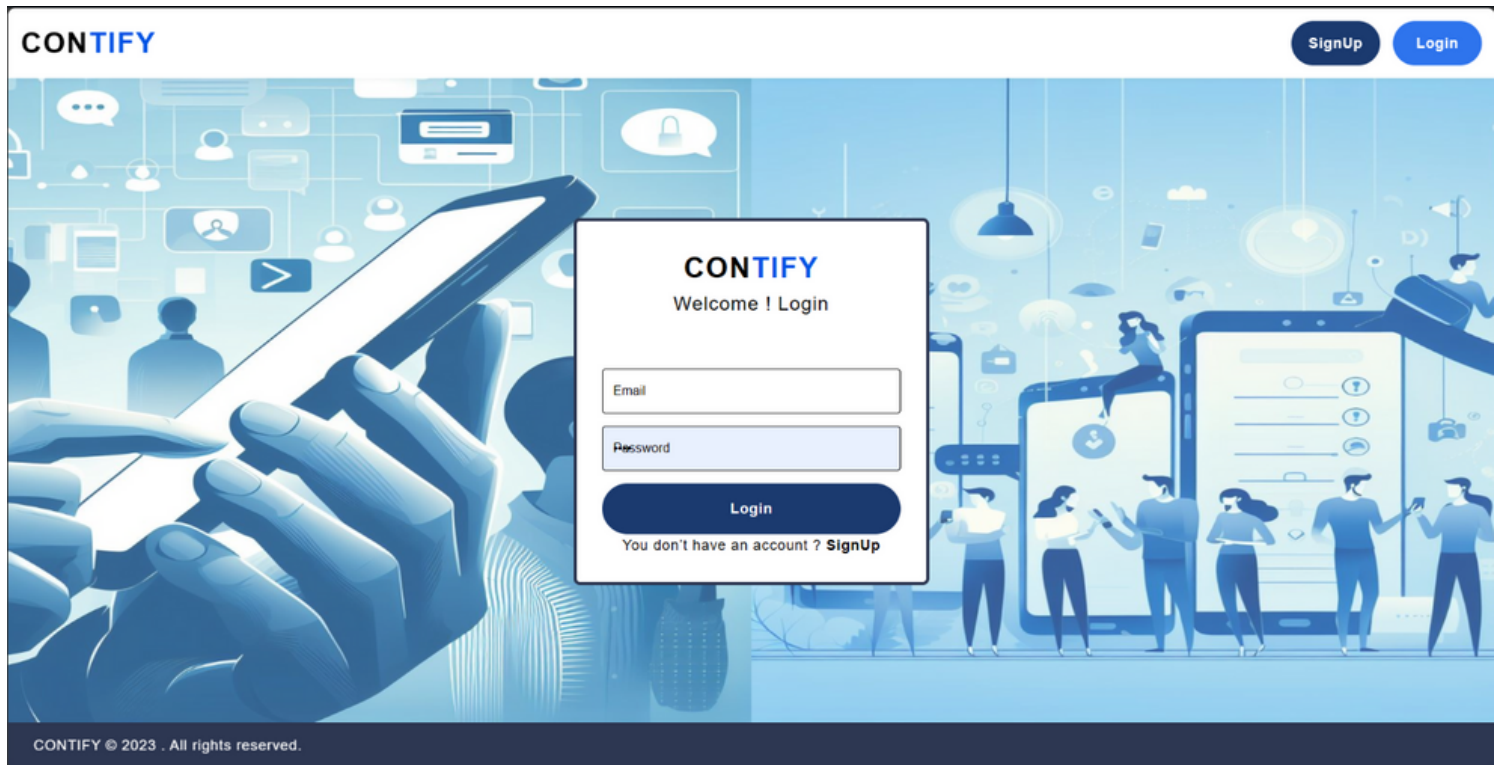 CONTIFY
SignUp
Login
CONTIFY
Welcome ! Login
Email
Password
Login
You don't have an account ? SignUp
CONTIFY © 2023 . All rights reserved.